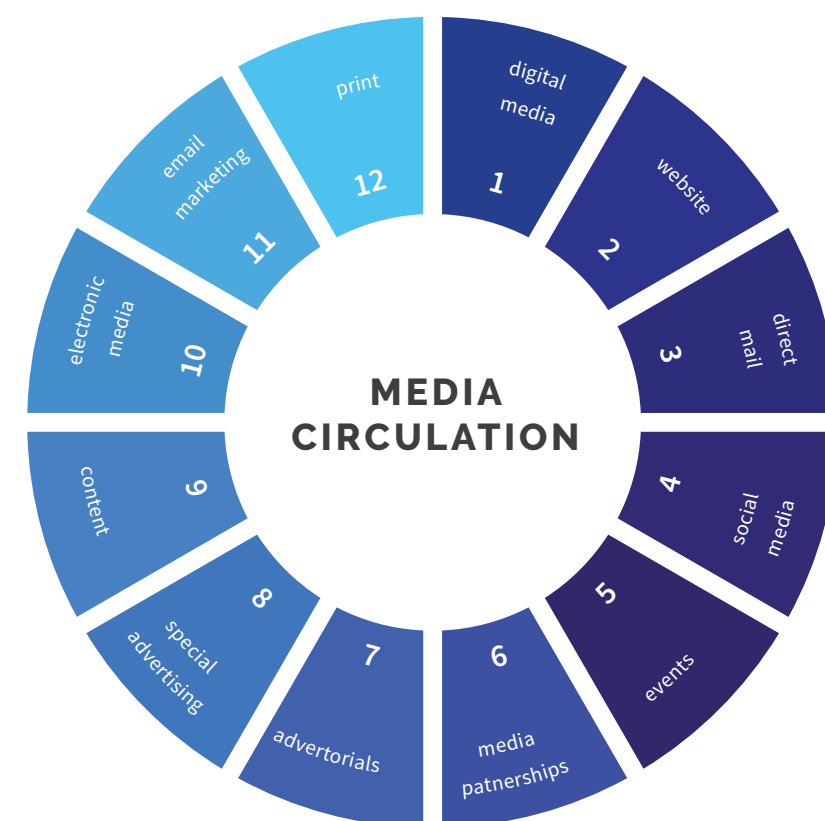 MEDIA
CIRCULATION
digital
media
1
website
2
direct
mail
3
social
media
4
events
5
6
media
patnerships
7
advertorials
8
special
advertising
content
9
electronic
media
10
email
marketing
11
print
12